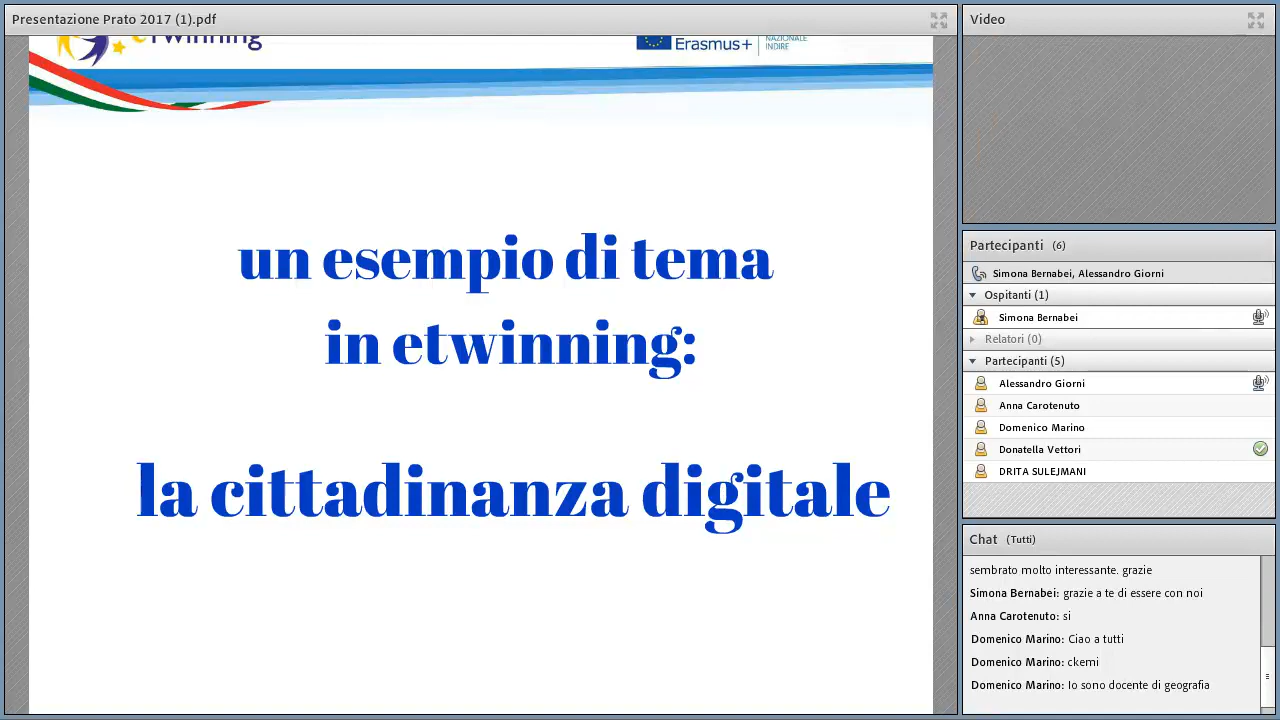 Presentazione Prato 2017 (1).pdf
etwinning
Erasmus+
NAZIONALE
INDIRE
un esempio di tema
in etwinning:
la cittadinanza digitale
Video
Partecipanti (6)
Simona Bernabei, Alessandro Giorni
Ospitanti (1)
Simona Bernabei
Relatori (0)
Partecipanti (5)
Alessandro Giorni
Anna Carotenuto
Domenico Marino
Donatella Vettori
DRITA SULEJMANI
Chat (Tutti)
sembrato molto interessante. grazie
Simona Bernabei: grazie a te di essere con noi
Anna Carotenuto: si
Domenico Marino: Ciao a tutti
Domenico Marino: ckemi
Domenico Marino: Io sono docente di geografia